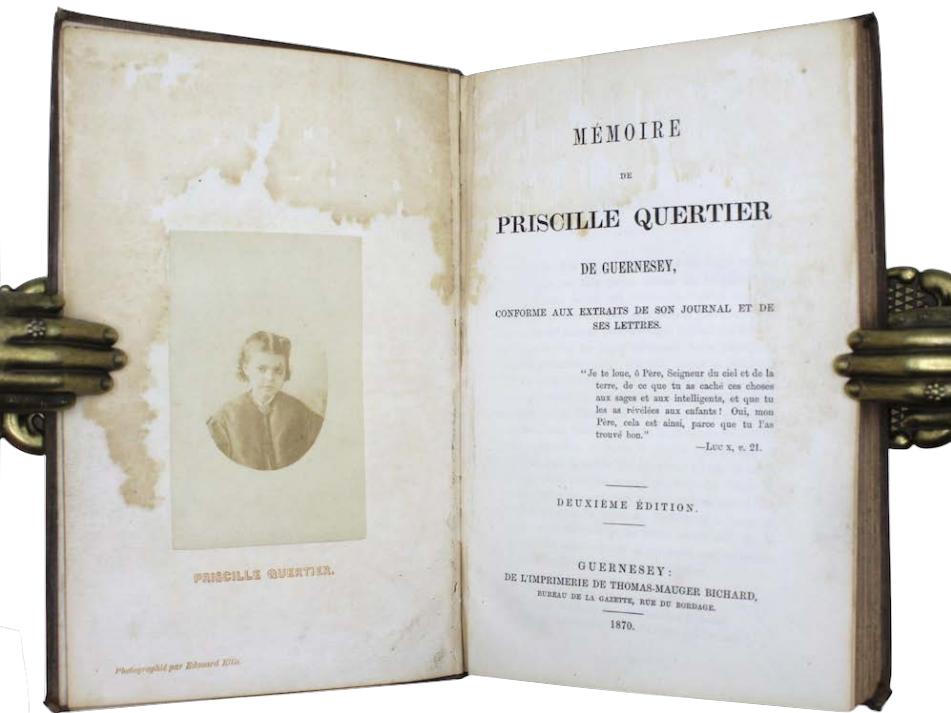 PRISCILLE QUERTIER.
Photographié par Edouard Ellis.
MÉMOIRE
DE
PRISCILLE QUERTIER
DE GUERNESEY,
CONFORME AUX EXTRAITS DE SON JOURNAL ET DE
SES LETTRES.
"Je te loue, ô Père, Seigneur du ciel et de la
terre, de ce que tu as caché ces choses
aux sages et aux intelligents, et que tu
les as révélées aux enfants! Oui, mon
Père, cela est ainsi, parce que tu l'as
trouvé bon."
—Luc x, v. 21.
DEUXIÈME ÉDITION.
GUERNESEY:
DE L'IMPRIMERIE DE THOMAS-MAUGER BICHARD,
BUREAU DE LA GAZETTE, RUE DU BORDAGE.
1870.